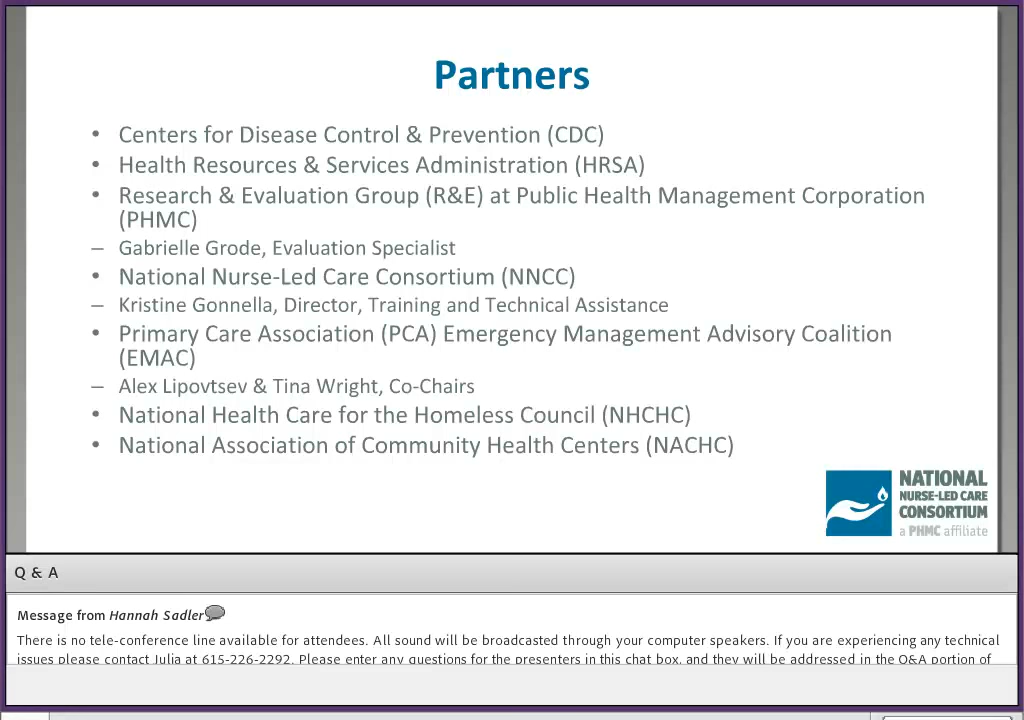 Partners
• Centers for Disease Control & Prevention (CDC)
• Health Resources & Services Administration (HRSA)
• Research & Evaluation Group (R&E) at Public Health Management Corporation
(PHMC)
– Gabrielle Grode, Evaluation Specialist
• National Nurse-Led Care Consortium (NNCC)
– Kristine Gonnella, Director, Training and Technical Assistance
• Primary Care Association (PCA) Emergency Management Advisory Coalition
(EMAC)
– Alex Lipovtsev & Tina Wright, Co-Chairs
• National Health Care for the Homeless Council (NHCHC)
• National Association of Community Health Centers (NACHC)
NATIONAL
NURSE-LED CARE
CONSORTIUM
a PHMC affiliate
Q & A
Message from Hannah Sadler
There is no tele-conference line available for attendees. All sound will be broadcasted through your computer speakers. If you are experiencing any technical
issues please contact Julia at 615-226-2292. Please enter any questions for the presenters in this chat box, and they will be addressed in the Q&A portion of